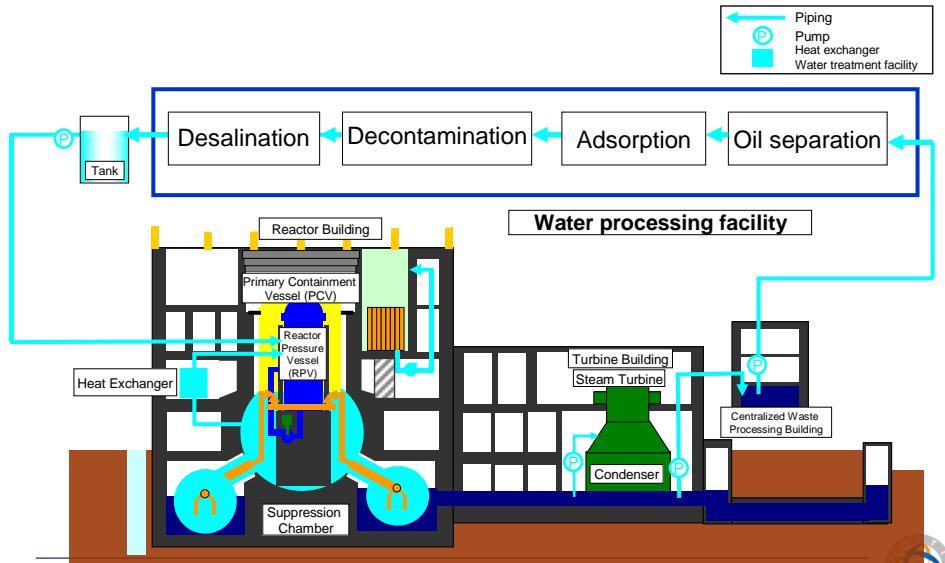 Piping
P
Pump
Heat exchanger
Water treatment facility
Desalination
Decontamination
Adsorption
Oil separation
P
Tank
Water processing facility
Reactor Building
Primary Containment
Vessel (PCV)
Reactor
Pressure
Vessel
(RPV)
Heat Exchanger
Turbine Building
Steam Turbine
P
Centralized Waste
Processing Building
P
P
Condenser
Suppression
Chamber